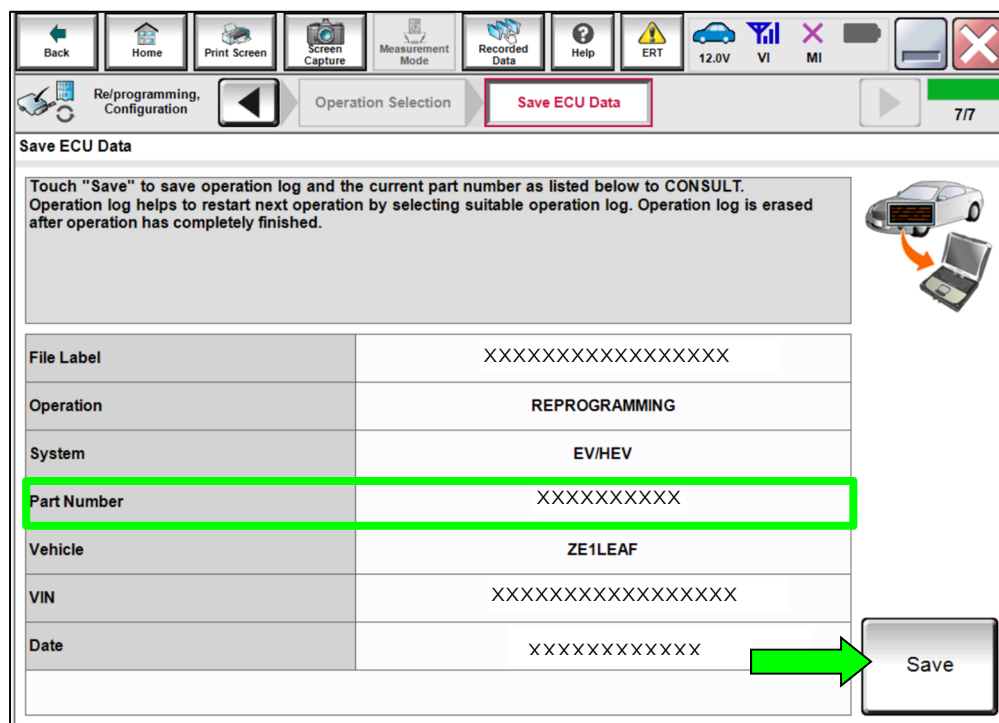 Back
Home
Print Screen
Screen
Capture
Measurement
Mode
Recorded
Data
Help
ERT
12.0V
VI
MI
Re/programming,
Configuration
Operation Selection
Save ECU Data
7/7
Save ECU Data
Touch "Save" to save operation log and the current part number as listed below to CONSULT.
Operation log helps to restart next operation by selecting suitable operation log. Operation log is erased
after operation has completely finished.
File Label XXXXXXXXXXXXXXXXX
Operation REPROGRAMMING
System EV/HEV
Part Number XXXXXXXXXX
Vehicle ZE1LEAF
VIN XXXXXXXXXXXXXXXXX
Date XXXXXXXXXXXX
Save